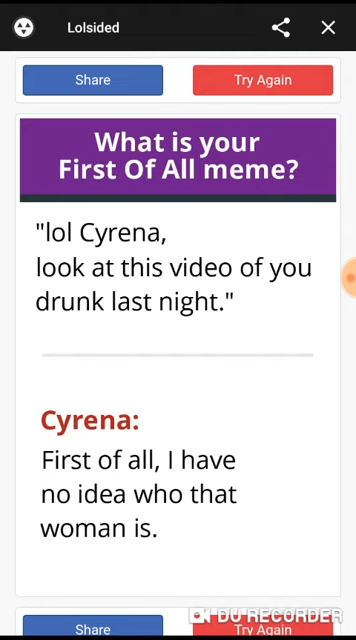 Lolsided
Share
Try Again
What is your
First Of All meme?
"lol Cyrena,
look at this video of you
drunk last night."
Cyrena:
First of all, I have
no idea who that
woman is.
DU RECORDER
Share
Try Again